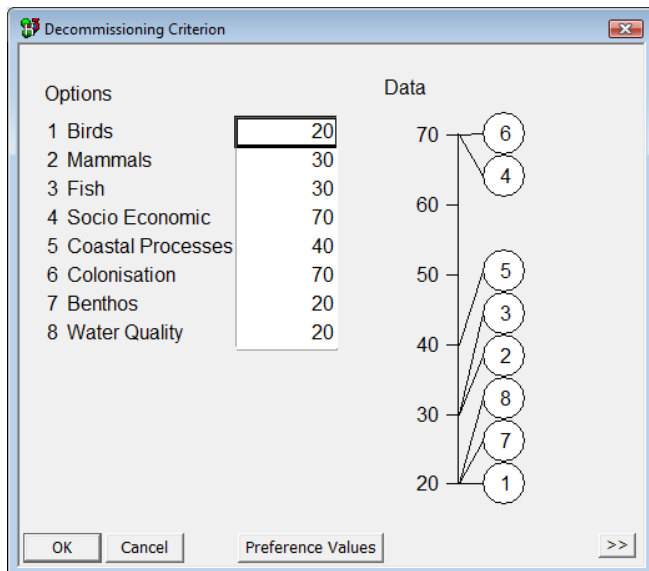 Decommissioning Criterion
Options
1 Birds 20
2 Mammals 30
3 Fish 30
4 Socio Economic 70
5 Coastal Processes 40
6 Colonisation 70
7 Benthos 20
8 Water Quality 20
Data
70
60
50
40
30
20
6
4
5
3
2
8
7
1
OK Cancel Preference Values >>